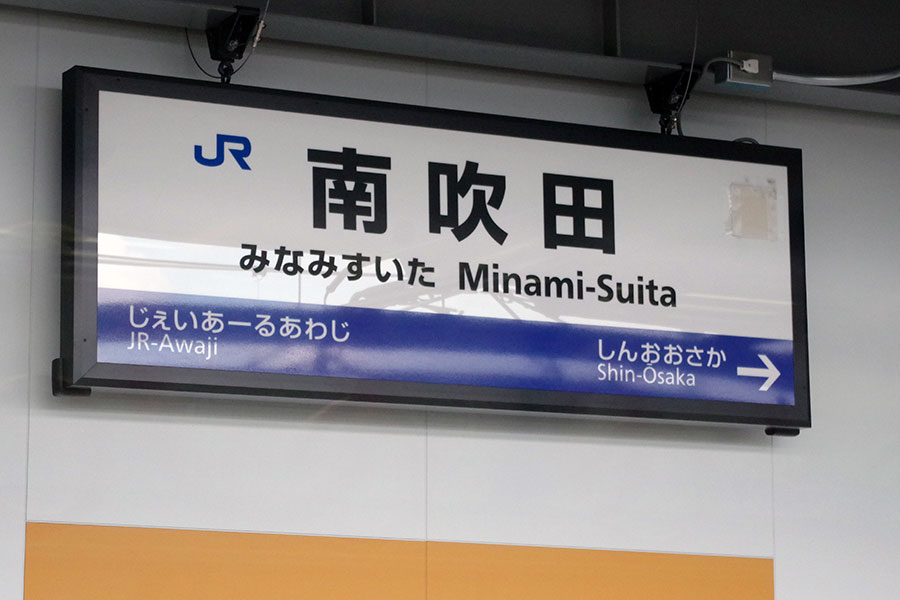 JR
南吹田
みなみすいた Minami-Suita
じぇいあーるあわじ
JR-Awaji
しんおおさか
Shin-Ōsaka →